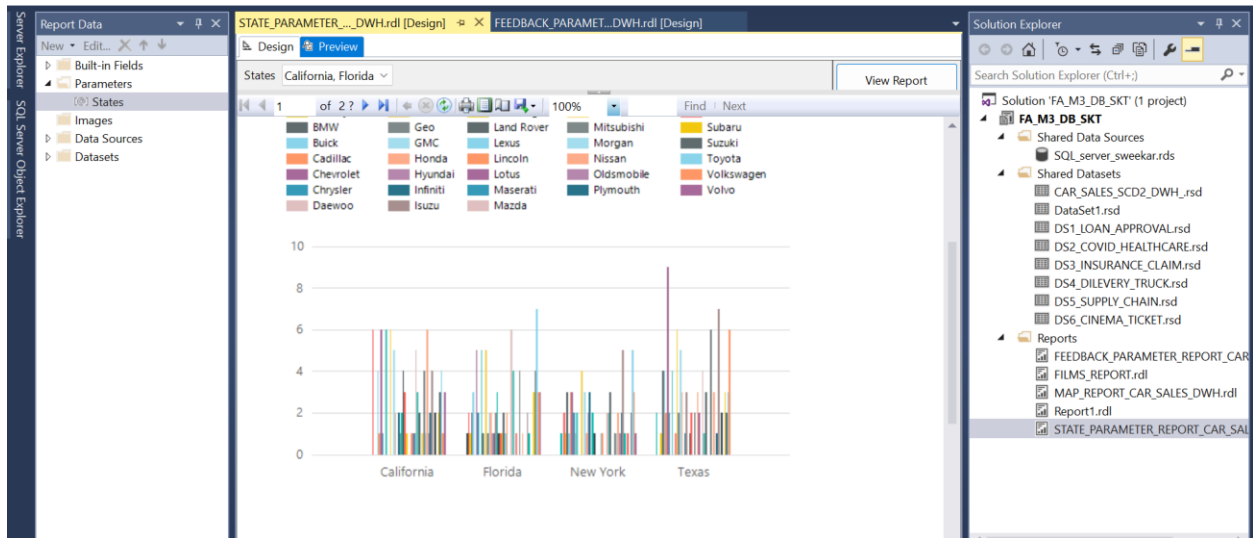 Server Explorer
SQL Server Object Explorer
Report Data
New Edit...
Built-in Fields
Parameters
States
Images
Data Sources
Datasets
STATE_PARAMETER_..._DWH.rdl [Design]
FEEDBACK_PARAMET...DWH.rdl [Design]
Design Preview
States California, Florida
View Report
1 of 2 ? 100% Find Next
BMW Geo Land Rover Mitsubishi Subaru
Buick GMC Lexus Morgan Suzuki
Cadillac Honda Lincoln Nissan Toyota
Chevrolet Hyundai Lotus Oldsmobile Volkswagen
Chrysler Infiniti Maserati Plymouth Volvo
Daewoo Isuzu Mazda
10
8
6
4
2
0
California Florida New York Texas
Solution Explorer
Search Solution Explorer (Ctrl+;)
Solution 'FA_M3_DB_SKT' (1 project)
FA_M3_DB_SKT
Shared Data Sources
SQL_server_sweekar.rds
Shared Datasets
CAR_SALES_SCD2_DWH_.rsd
DataSet1.rsd
DS1_LOAN_APPROVAL.rsd
DS2_COVID_HEALTHCARE.rsd
DS3_INSURANCE_CLAIM.rsd
DS4_DILEVERY_TRUCK.rsd
DS5_SUPPLY_CHAIN.rsd
DS6_CINEMA_TICKET.rsd
Reports
FEEDBACK_PARAMETER_REPORT_CAR
FILMS_REPORT.rdl
MAP_REPORT_CAR_SALES_DWH.rdl
Report1.rdl
STATE_PARAMETER_REPORT_CAR_SAL